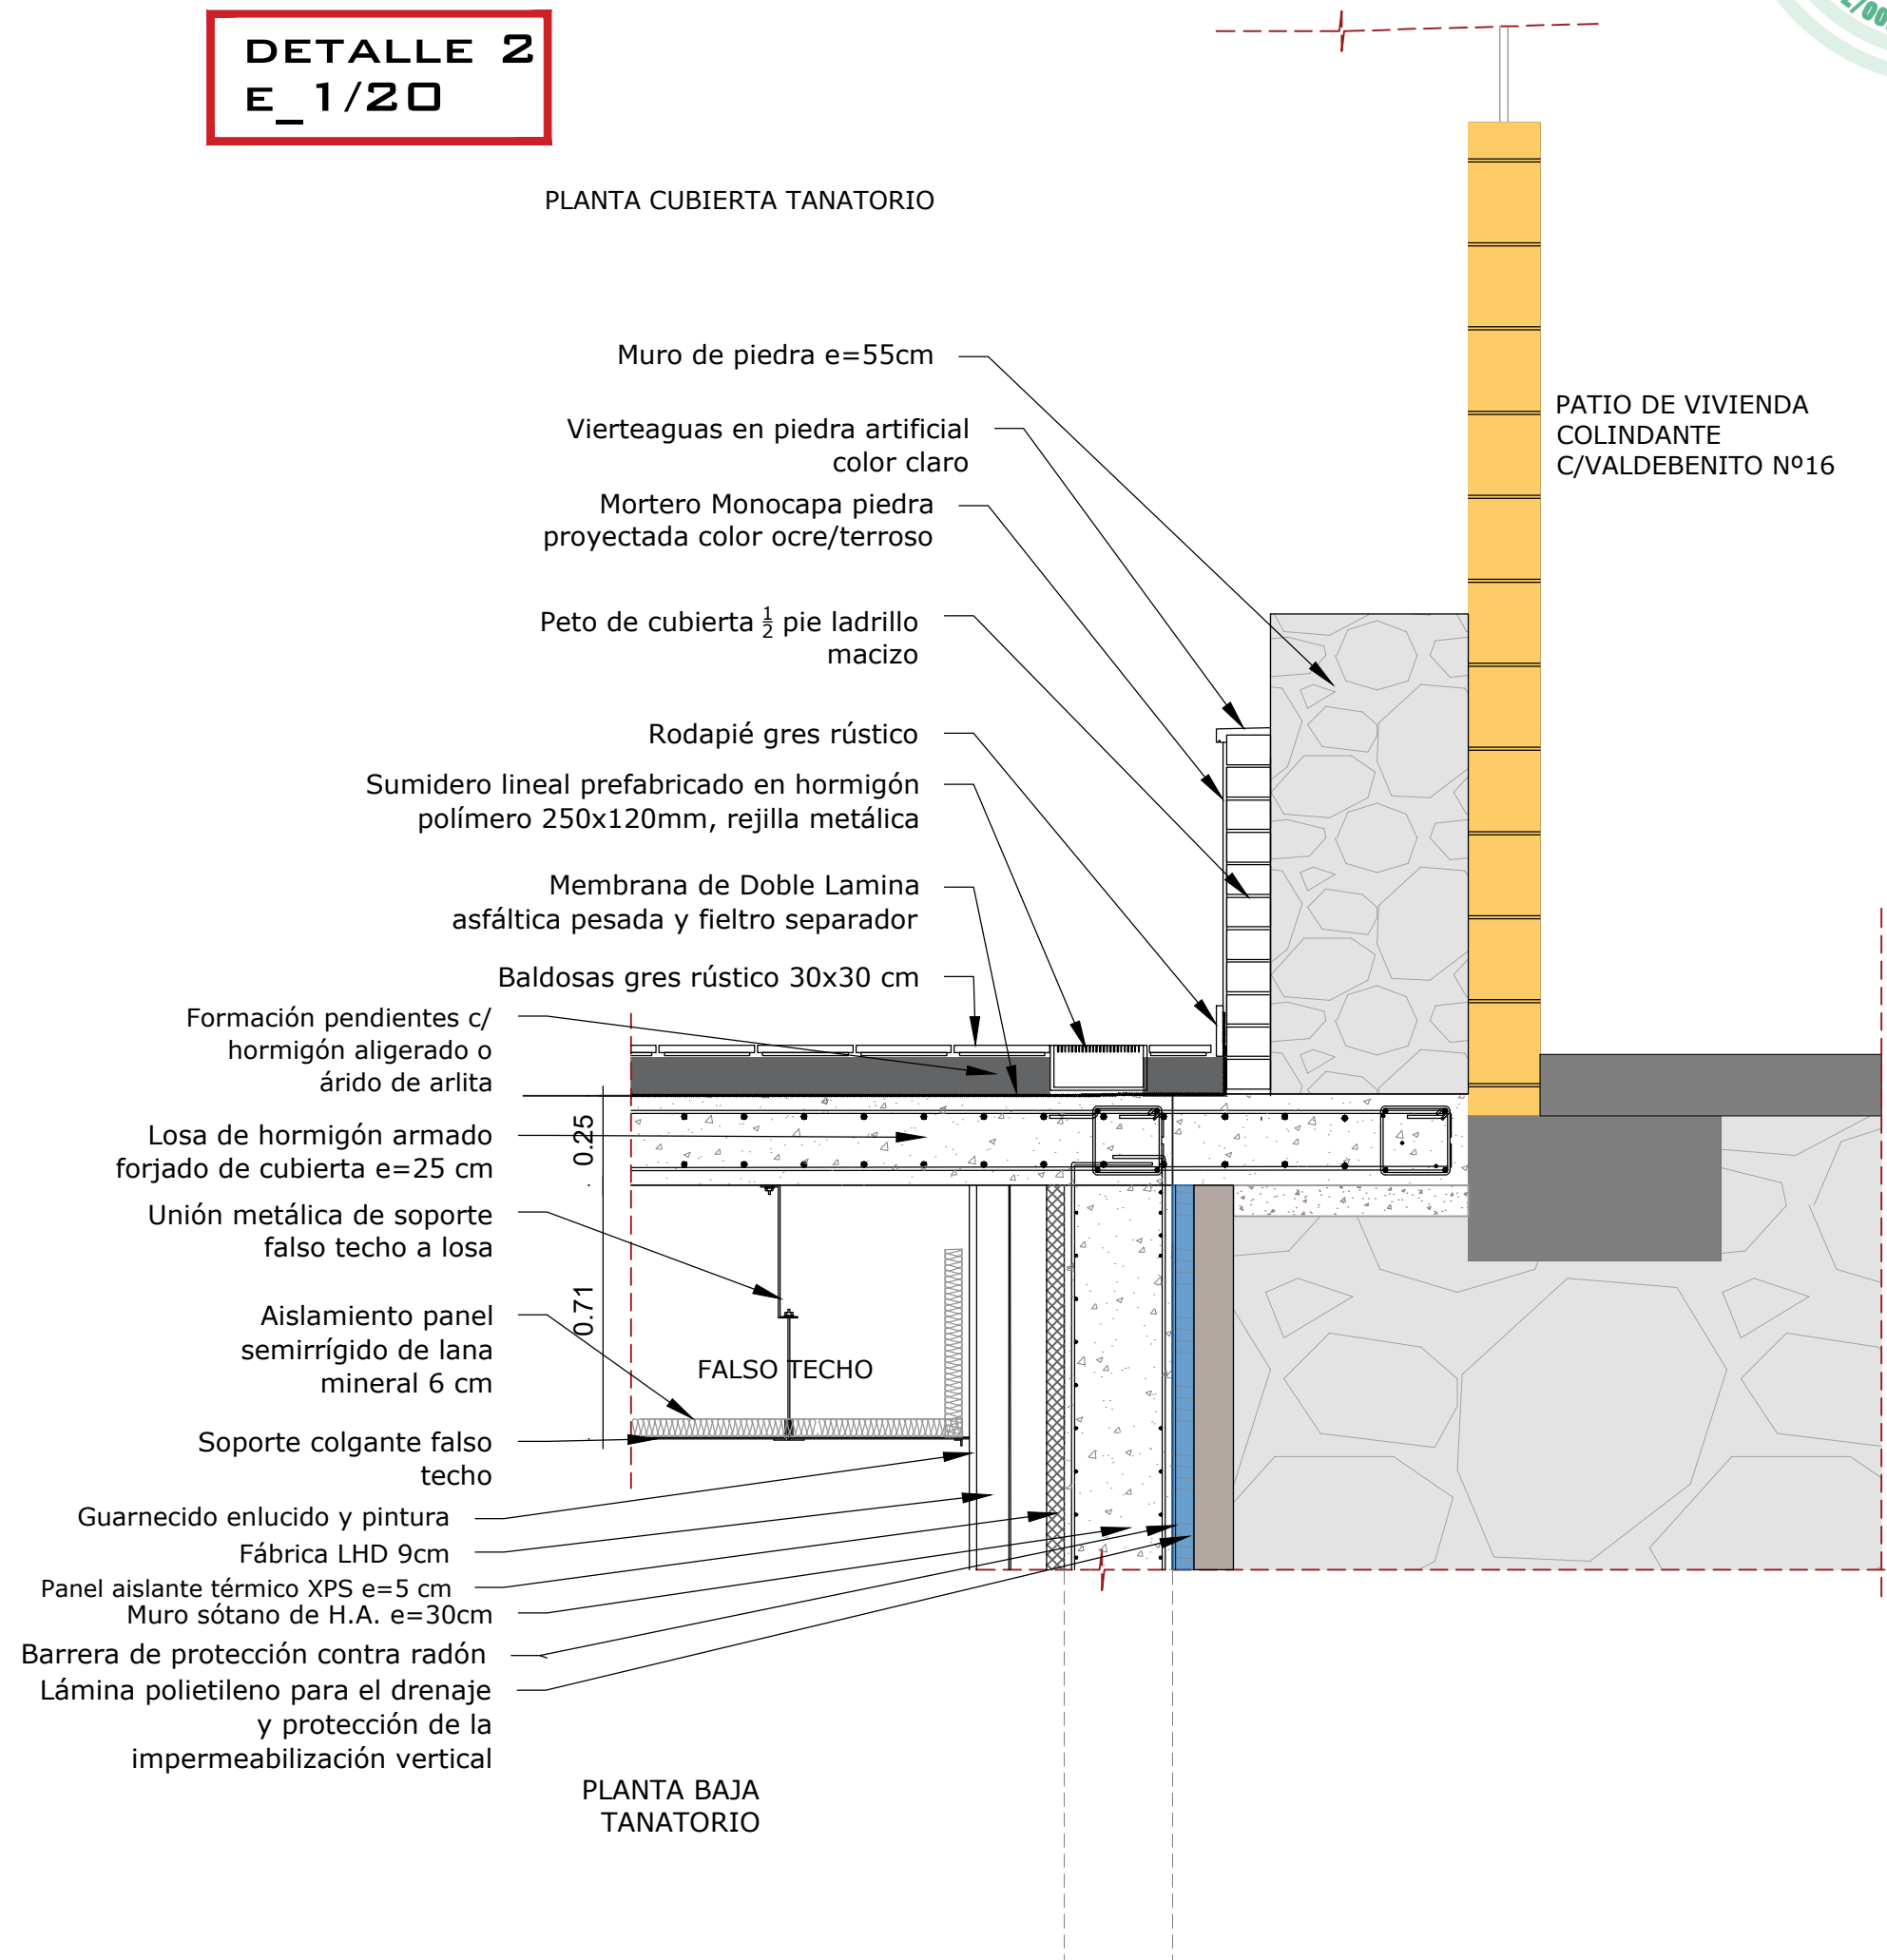 DETALLE 2
E_1/20
PLANTA CUBIERTA TANATORIO
Muro de piedra e=55cm
PATIO DE VIVIENDA
COLINDANTE
C/VALDEBENITO Nº16
Vierteaguas en piedra artificial
color claro
Mortero Monocapa piedra
proyectada color ocre/terroso
Peto de cubierta ½ pie ladrillo
macizo
Rodapié gres rústico
Sumidero lineal prefabricado en hormigón
polímero 250x120mm, rejilla metálica
Membrana de Doble Lamina
asfáltica pesada y fieltro separador
Baldosas gres rústico 30x30 cm
Formación pendientes c/
hormigón aligerado o
árido de arlita
Losa de hormigón armado
forjado de cubierta e=25 cm
0.25
Unión metálica de soporte
falso techo a losa
0.71
Aislamiento panel
semirrígido de lana
mineral 6 cm
FALSO TECHO
Soporte colgante falso
techo
Guarnecido enlucido y pintura
Fábrica LHD 9cm
Panel aislante térmico XPS e=5 cm
Muro sótano de H.A. e=30cm
Barrera de protección contra radón
Lámina polietileno para el drenaje
y protección de la
impermeabilización vertical
PLANTA BAJA
TANATORIO